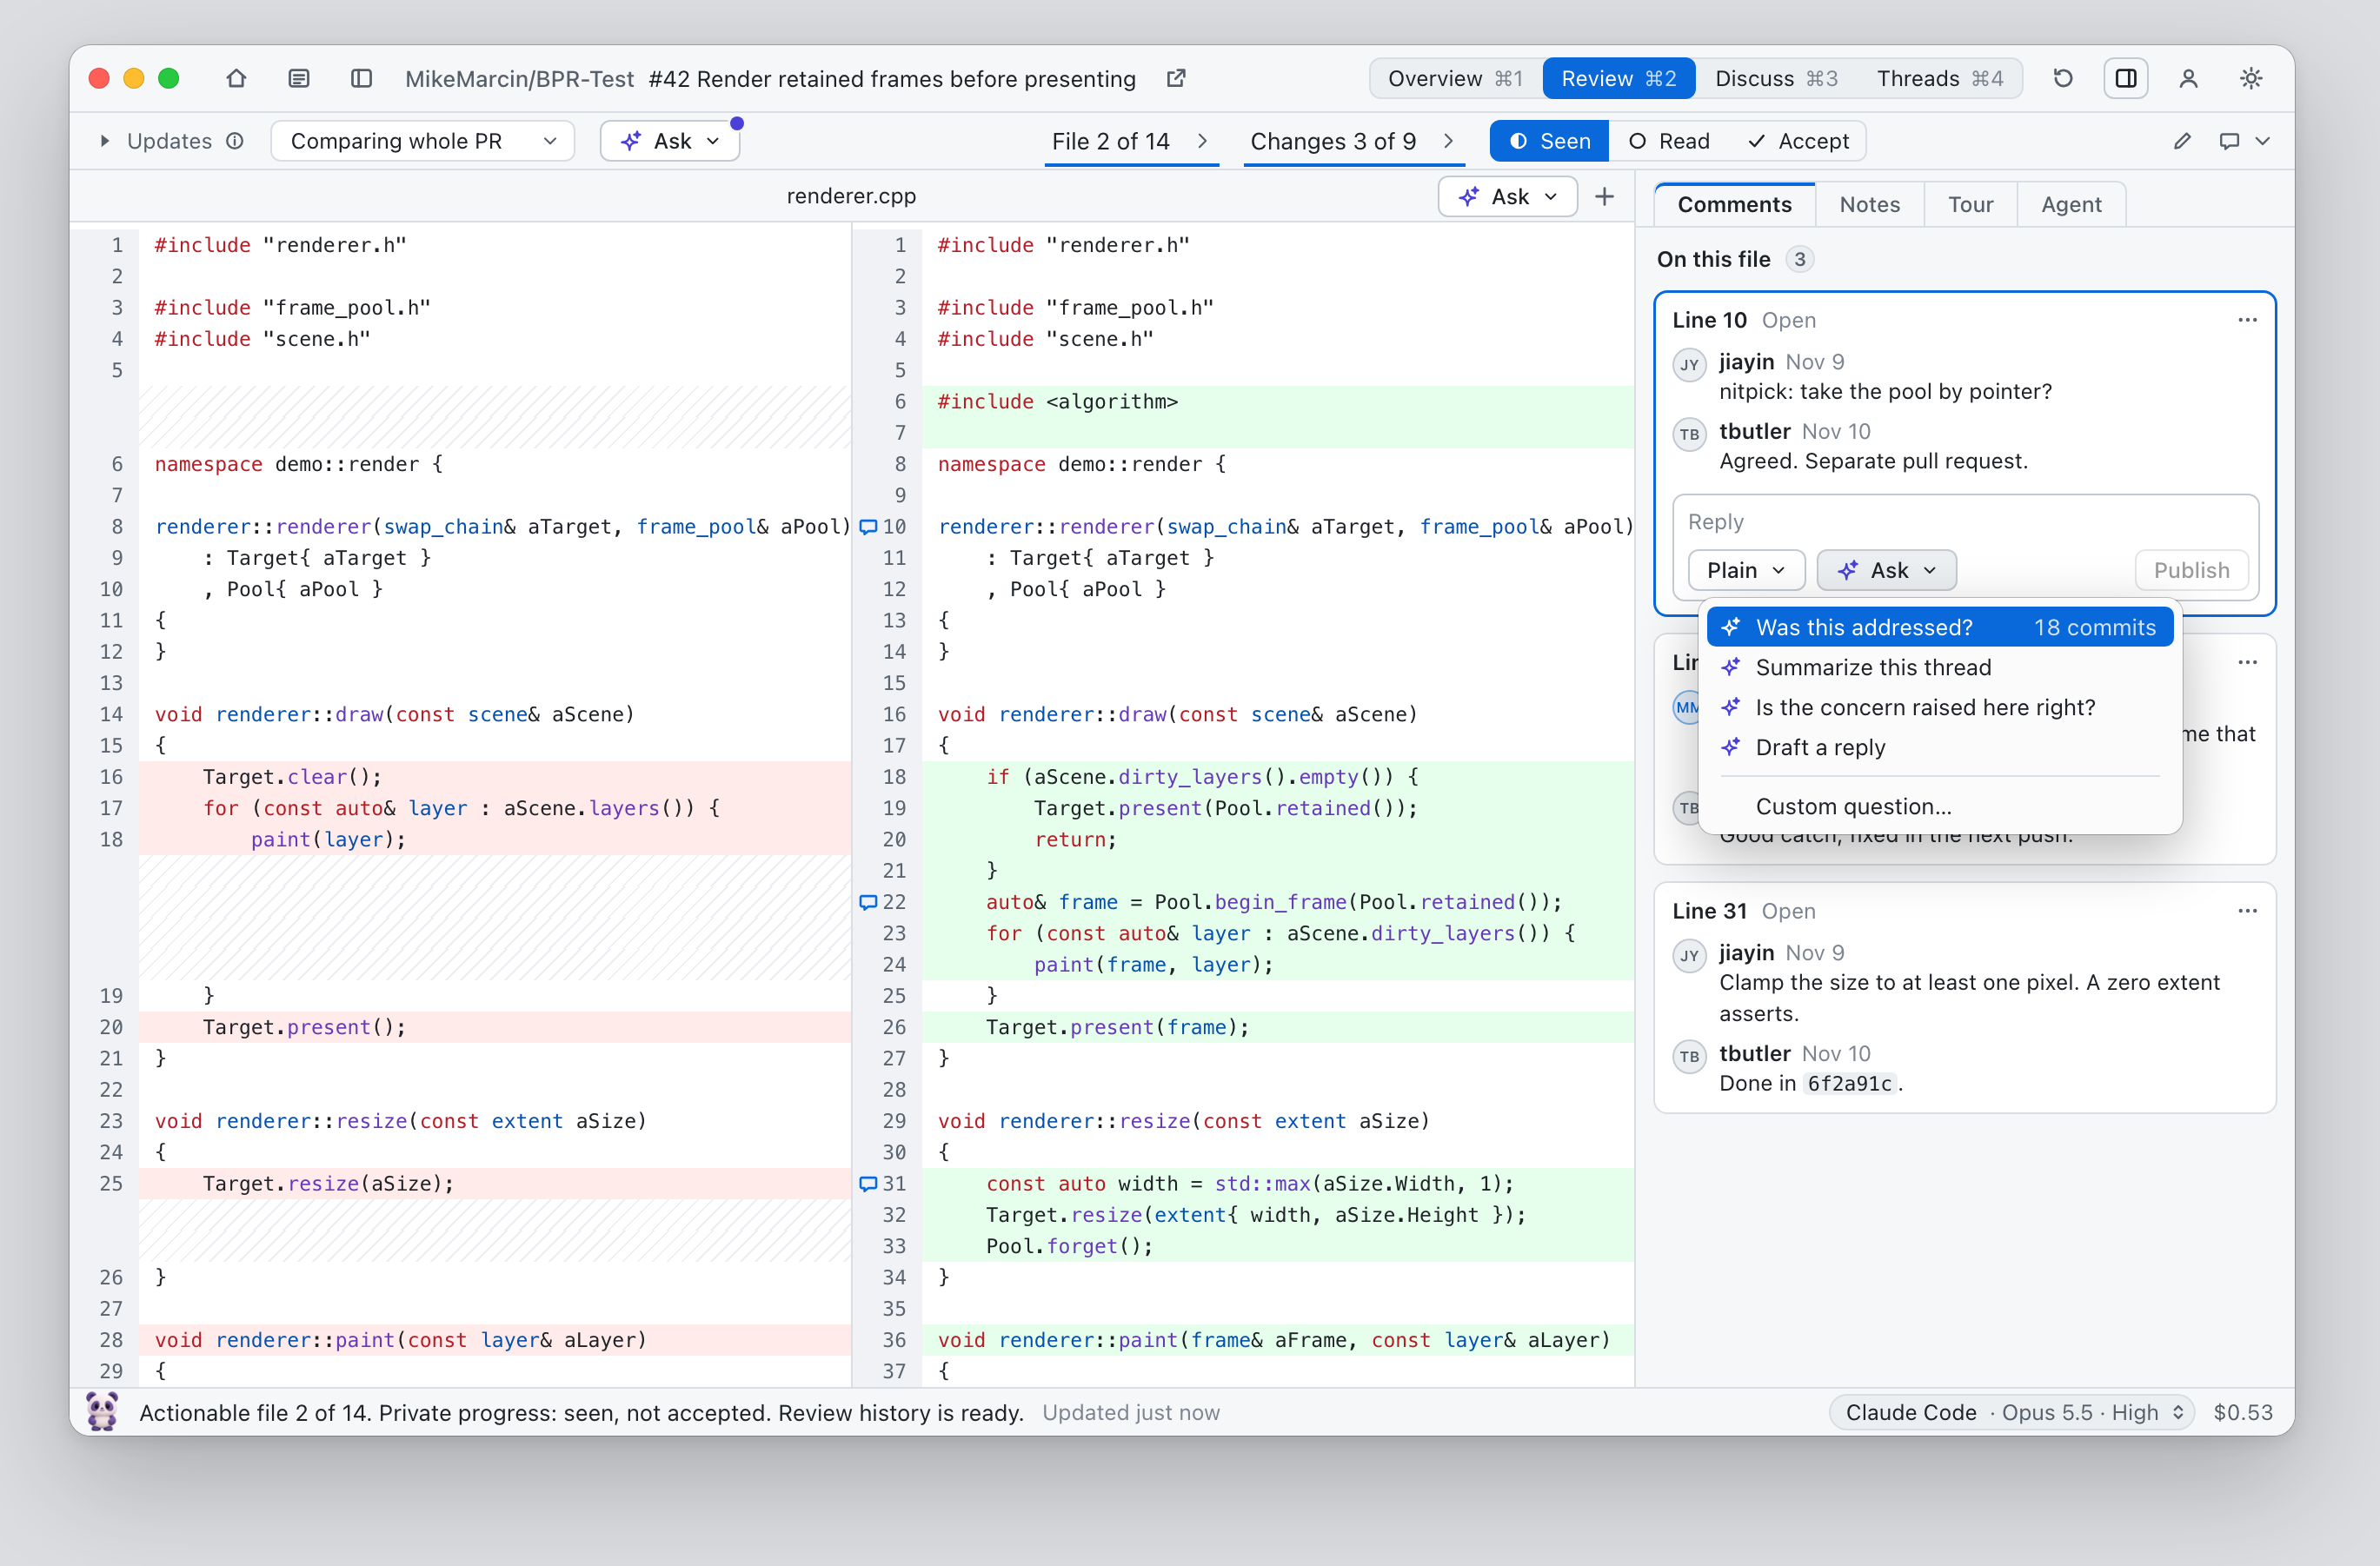 MikeMarcin/BPR-Test #42 Render retained frames before presenting
Overview ⌘1 Review ⌘2 Discuss ⌘3 Threads ⌘4
Updates Comparing whole PR Ask File 2 of 14 Changes 3 of 9 Seen Read Accept
renderer.cpp Ask
1 #include "renderer.h"
2
3 #include "frame_pool.h"
4 #include "scene.h"
5
6 namespace demo::render {
7
8 renderer::renderer(swap_chain& aTarget, frame_pool& aPool)
9 : Target{ aTarget }
10 , Pool{ aPool }
11 {
12 }
13
14 void renderer::draw(const scene& aScene)
15 {
16 Target.clear();
17 for (const auto& layer : aScene.layers()) {
18 paint(layer);
19 }
20 Target.present();
21 }
22
23 void renderer::resize(const extent aSize)
24 {
25 Target.resize(aSize);
26 }
27
28 void renderer::paint(const layer& aLayer)
29 {
1 #include "renderer.h"
2
3 #include "frame_pool.h"
4 #include "scene.h"
5
6 #include <algorithm>
7
8 namespace demo::render {
9
10 renderer::renderer(swap_chain& aTarget, frame_pool& aPool)
11 : Target{ aTarget }
12 , Pool{ aPool }
13 {
14 }
15
16 void renderer::draw(const scene& aScene)
17 {
18 if (aScene.dirty_layers().empty()) {
19 Target.present(Pool.retained());
20 return;
21 }
22 auto& frame = Pool.begin_frame(Pool.retained());
23 for (const auto& layer : aScene.dirty_layers()) {
24 paint(frame, layer);
25 }
26 Target.present(frame);
27 }
28
29 void renderer::resize(const extent aSize)
30 {
31 const auto width = std::max(aSize.Width, 1);
32 Target.resize(extent{ width, aSize.Height });
33 Pool.forget();
34 }
35
36 void renderer::paint(frame& aFrame, const layer& aLayer)
37 {
Comments Notes Tour Agent
On this file 3
Line 10 Open
JY jiayin Nov 9
nitpick: take the pool by pointer?
TB tbutler Nov 10
Agreed. Separate pull request.
Reply
Plain Ask Publish
Was this addressed? 18 commits
Summarize this thread
Is the concern raised here right?
Draft a reply
Custom question...
MM
me that
TB
Good catch, fixed in the next push.
Line 31 Open
JY jiayin Nov 9
Clamp the size to at least one pixel. A zero extent
asserts.
TB tbutler Nov 10
Done in 6f2a91c.
Actionable file 2 of 14. Private progress: seen, not accepted. Review history is ready. Updated just now
Claude Code · Opus 5.5 · High $0.53